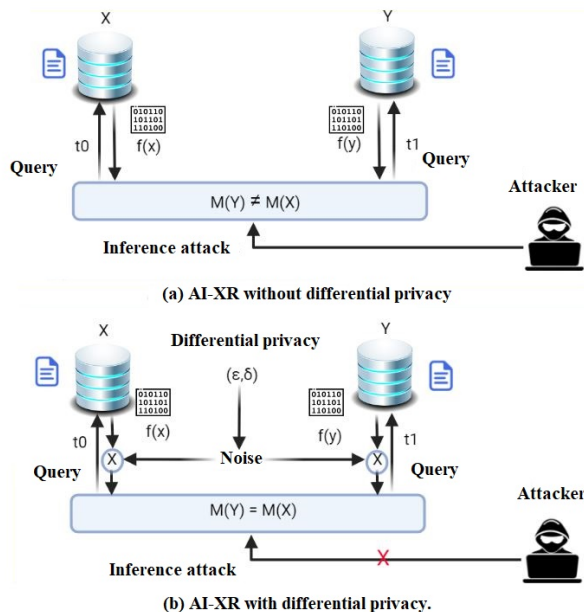 X
Y
010110
101101
110100
010110
101101
110100
t0
f(x)
f(y)
t1
Query
Query
M(Y) ≠ M(X)
Attacker
Inference attack
(a) AI-XR without differential privacy
X
Y
Differential privacy
(ε,δ)
010110
101101
110100
010110
101101
110100
t0
f(x)
f(y)
t1
X
Noise
X
Query
Query
M(Y) = M(X)
Attacker
X
Inference attack
(b) AI-XR with differential privacy.